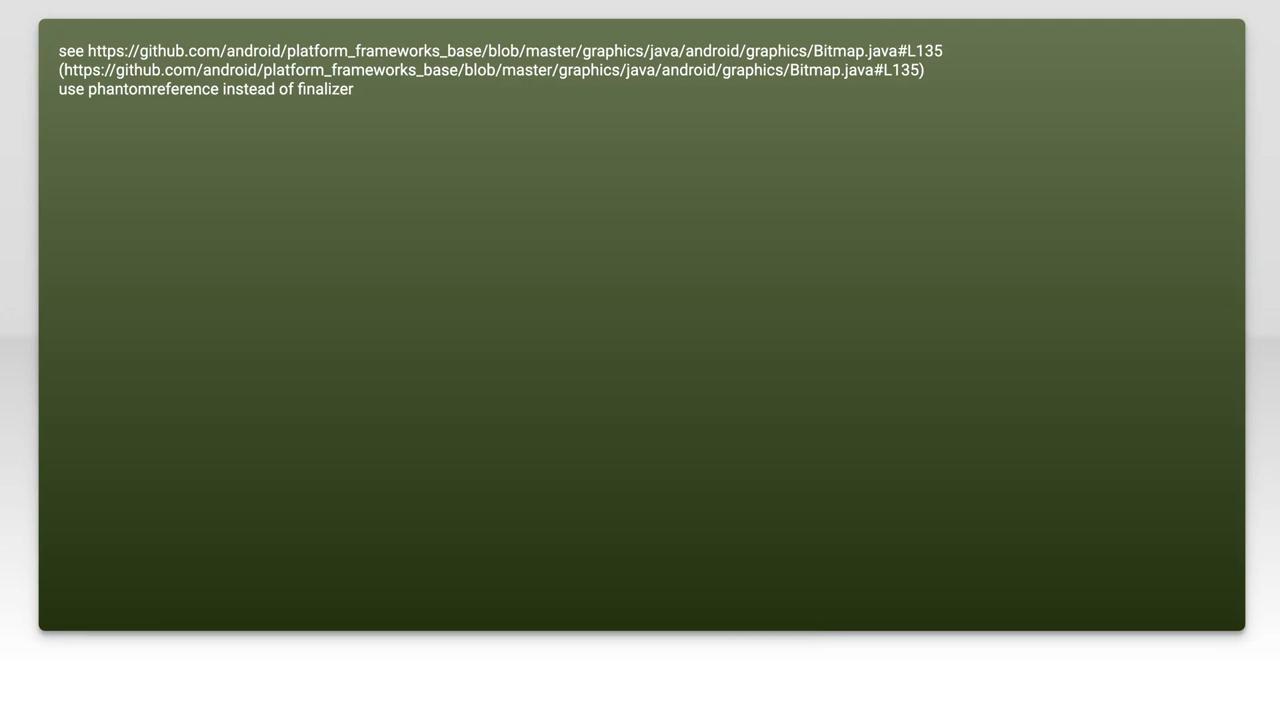 see https://github.com/android/platform_frameworks_base/blob/master/graphics/java/android/graphics/Bitmap.java#L135
(https://github.com/android/platform_frameworks_base/blob/master/graphics/java/android/graphics/Bitmap.java#L135)
use phantomreference instead of finalizer